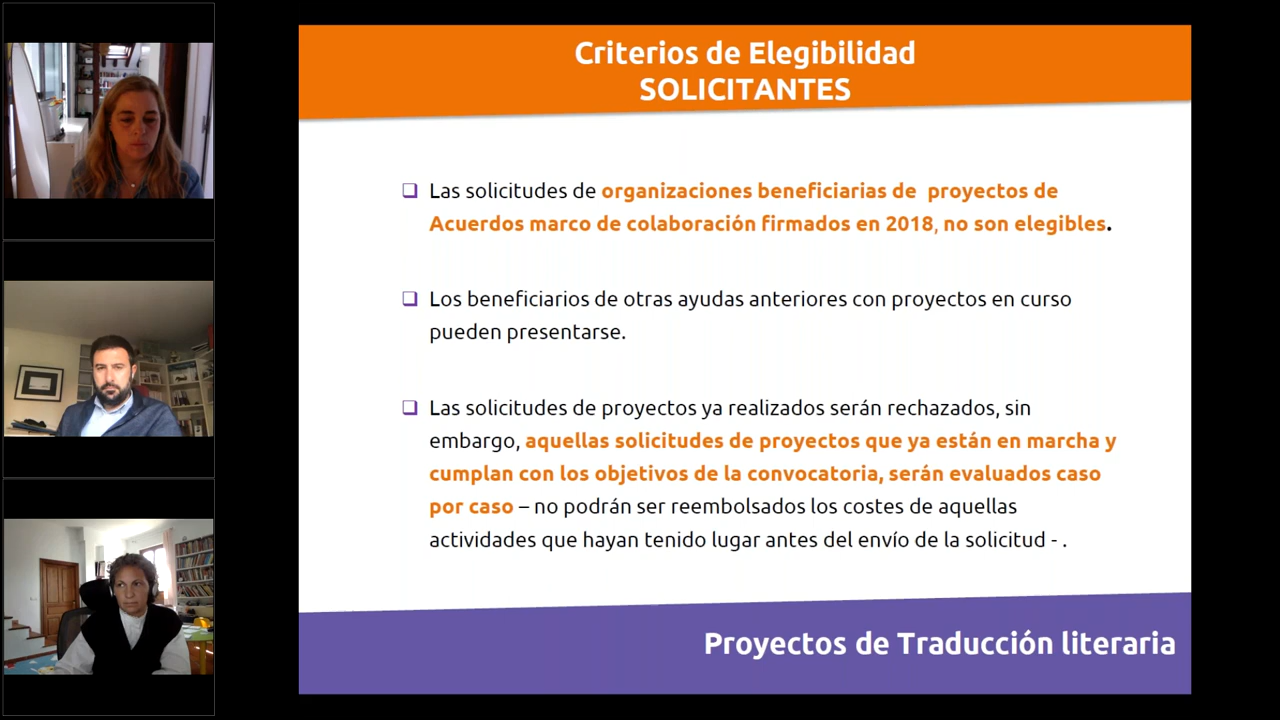 Criterios de Elegibilidad
SOLICITANTES
❑ Las solicitudes de organizaciones beneficiarias de proyectos de
Acuerdos marco de colaboración firmados en 2018, no son elegibles.
❑ Los beneficiarios de otras ayudas anteriores con proyectos en curso
pueden presentarse.
❑ Las solicitudes de proyectos ya realizados serán rechazados, sin
embargo, aquellas solicitudes de proyectos que ya están en marcha y
cumplan con los objetivos de la convocatoria, serán evaluados caso
por caso – no podrán ser reembolsados los costes de aquellas
actividades que hayan tenido lugar antes del envío de la solicitud - .
Proyectos de Traducción literaria